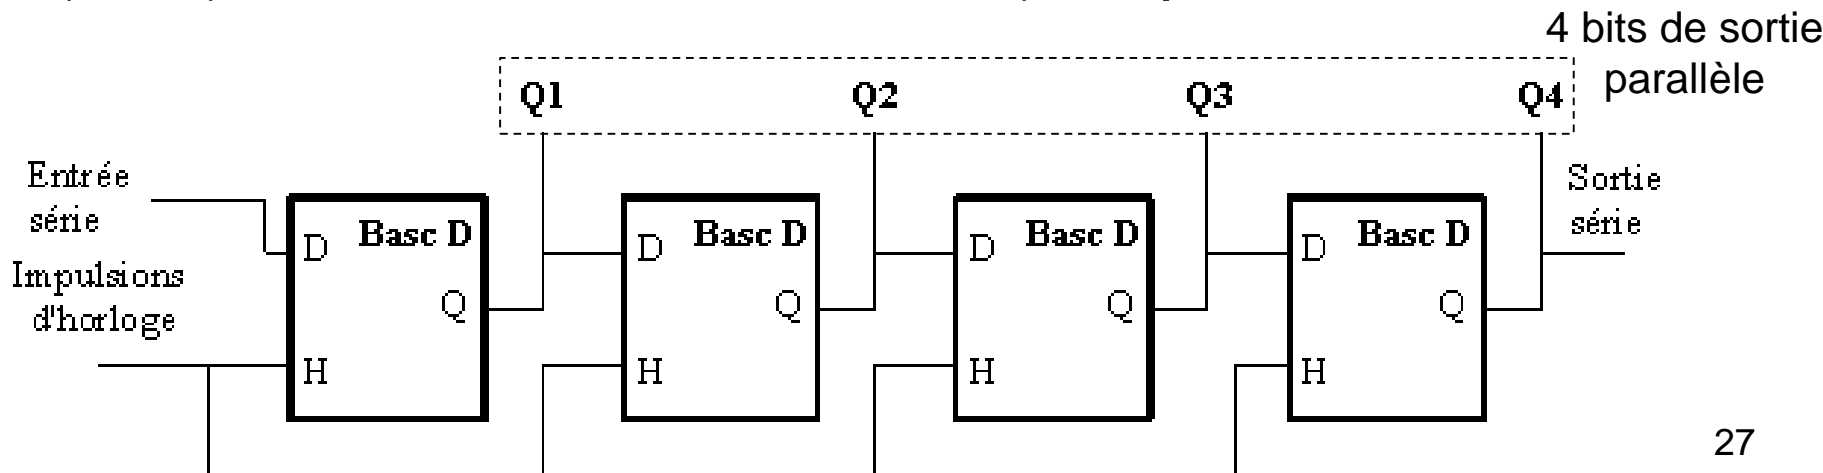 4 bits de sortie
parallèle
Q1 Q2 Q3 Q4
Entrée
série
Sortie
série
Basc D Basc D Basc D Basc D
D D D D
Impulsions
d'horloge
Q Q Q Q
H H H H
27